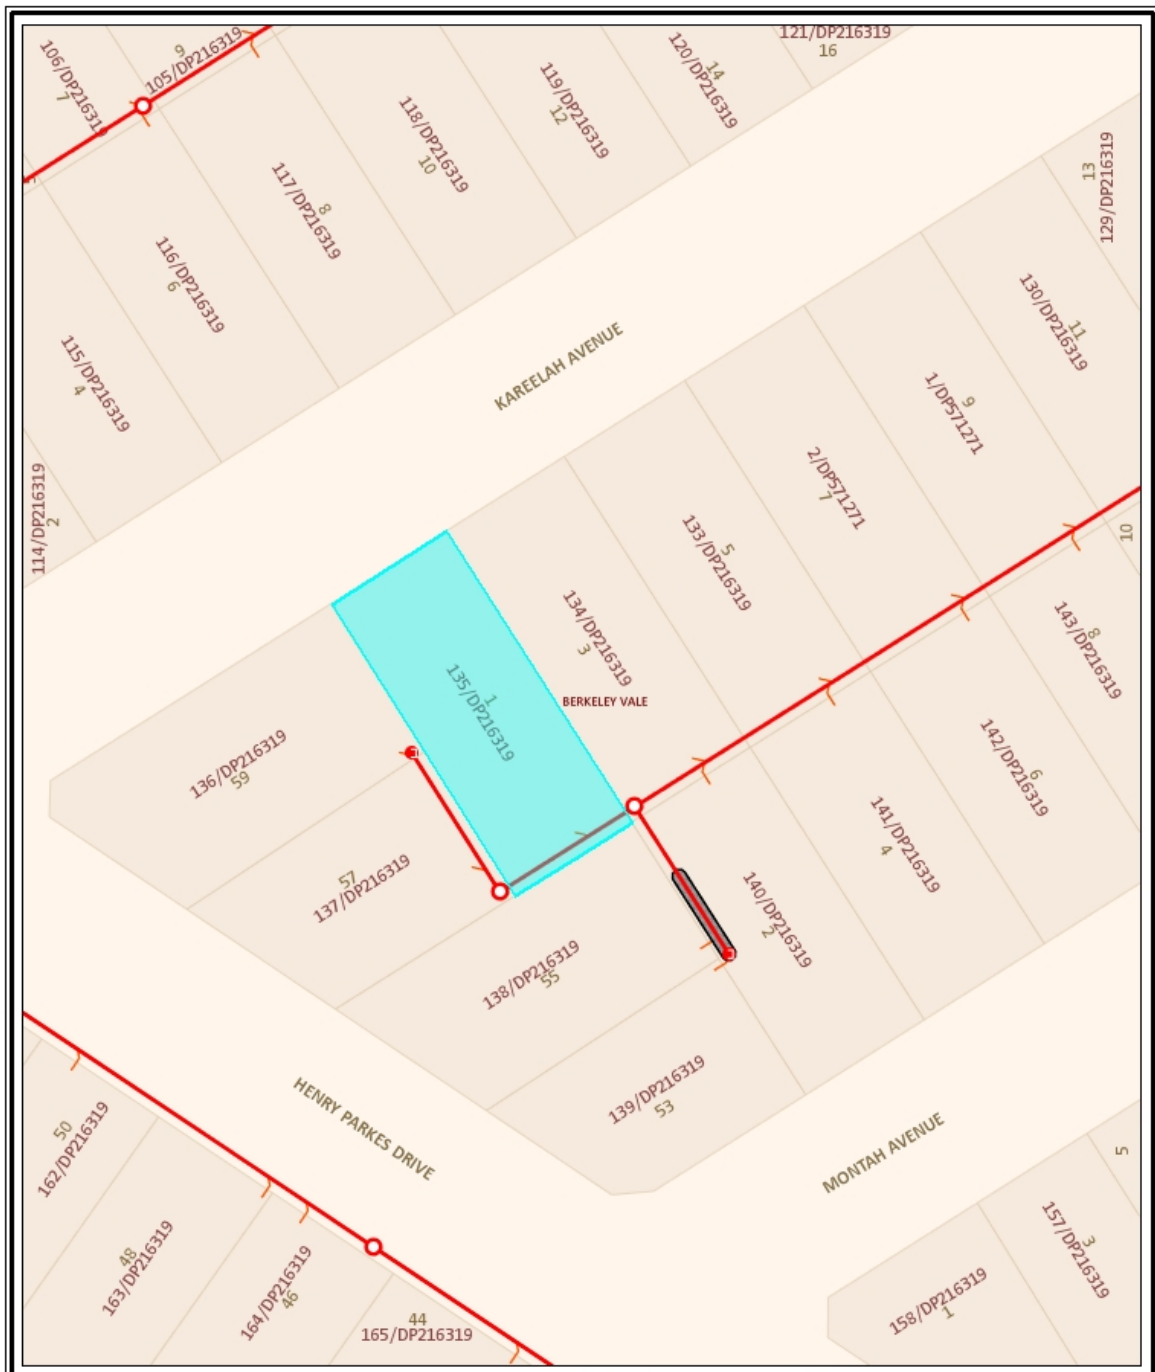 106/DP216319
7
9
105/DP216319
118/DP216319
10
119/DP216319
12
120/DP216319
14
121/DP216319
16
129/DP216319
13
117/DP216319
8
116/DP216319
6
115/DP216319
4
114/DP216319
2
KAREELAH AVENUE
130/DP216319
11
1/DP571271
9
2/DP571271
7
133/DP216319
5
134/DP216319
3
BERKELEY VALE
135/DP216319
1
10
143/DP216319
8
142/DP216319
6
141/DP216319
4
140/DP216319
2
136/DP216319
59
57
137/DP216319
138/DP216319
55
139/DP216319
53
HENRY PARKES DRIVE
MONTAH AVENUE
50
162/DP216319
48
163/DP216319
164/DP216319
46
44
165/DP216319
5
157/DP216319
3
158/DP216319
1